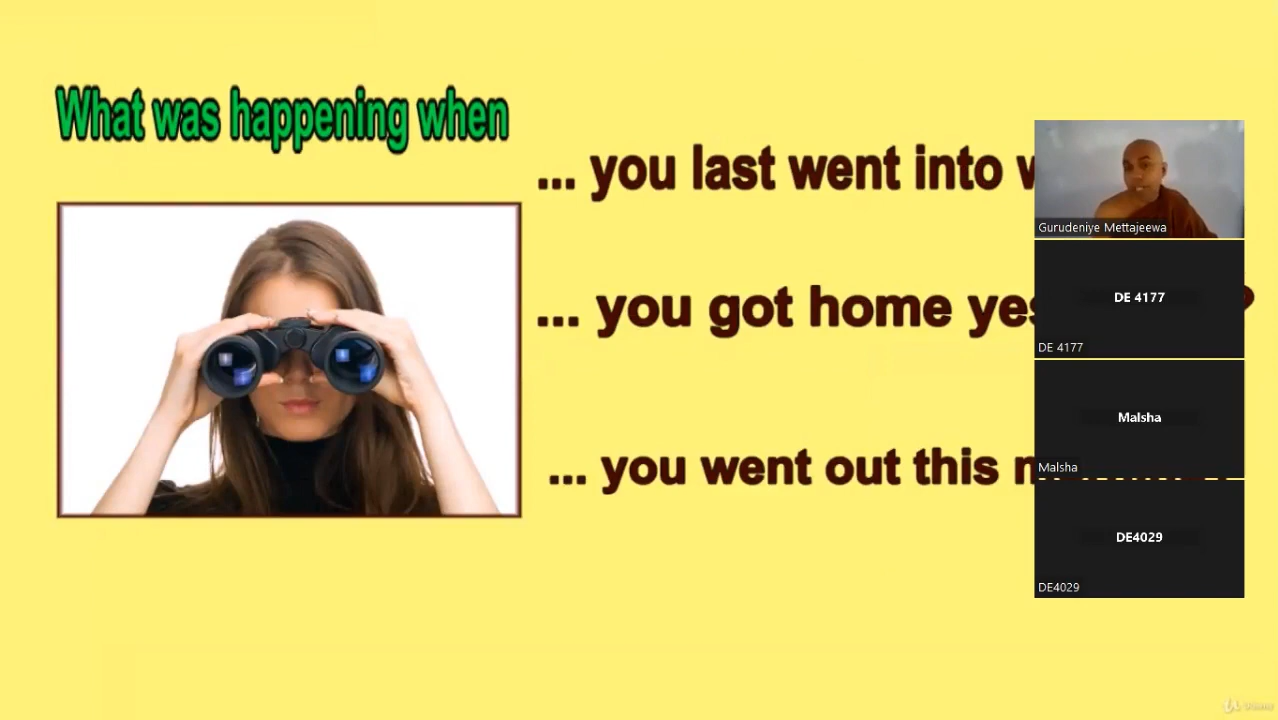 What was happening when
... you last went into
... you got home
... you went out this
Gurudeniye Mettajeewa
DE 4177
DE 4177
Malsha
Malsha
DE4029
DE4029